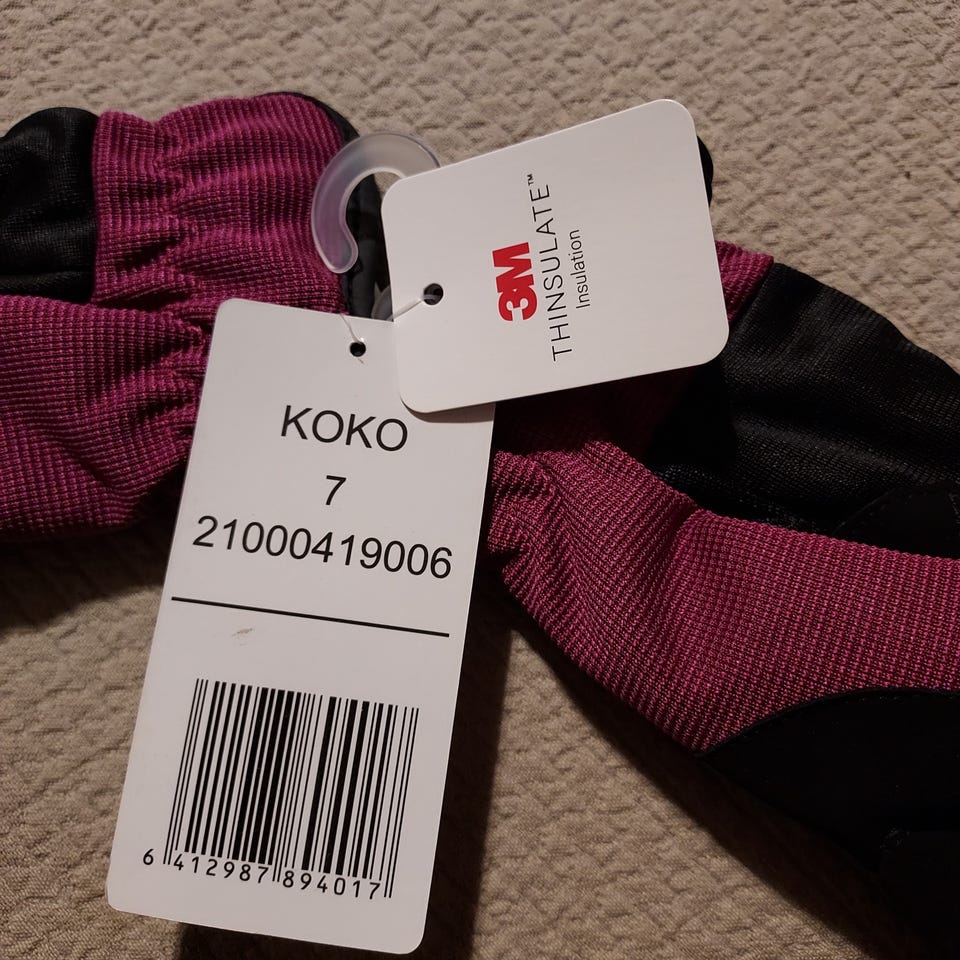 3M
THINSULATE™
Insulation
KOKO
7
21000419006
6 412987 894017